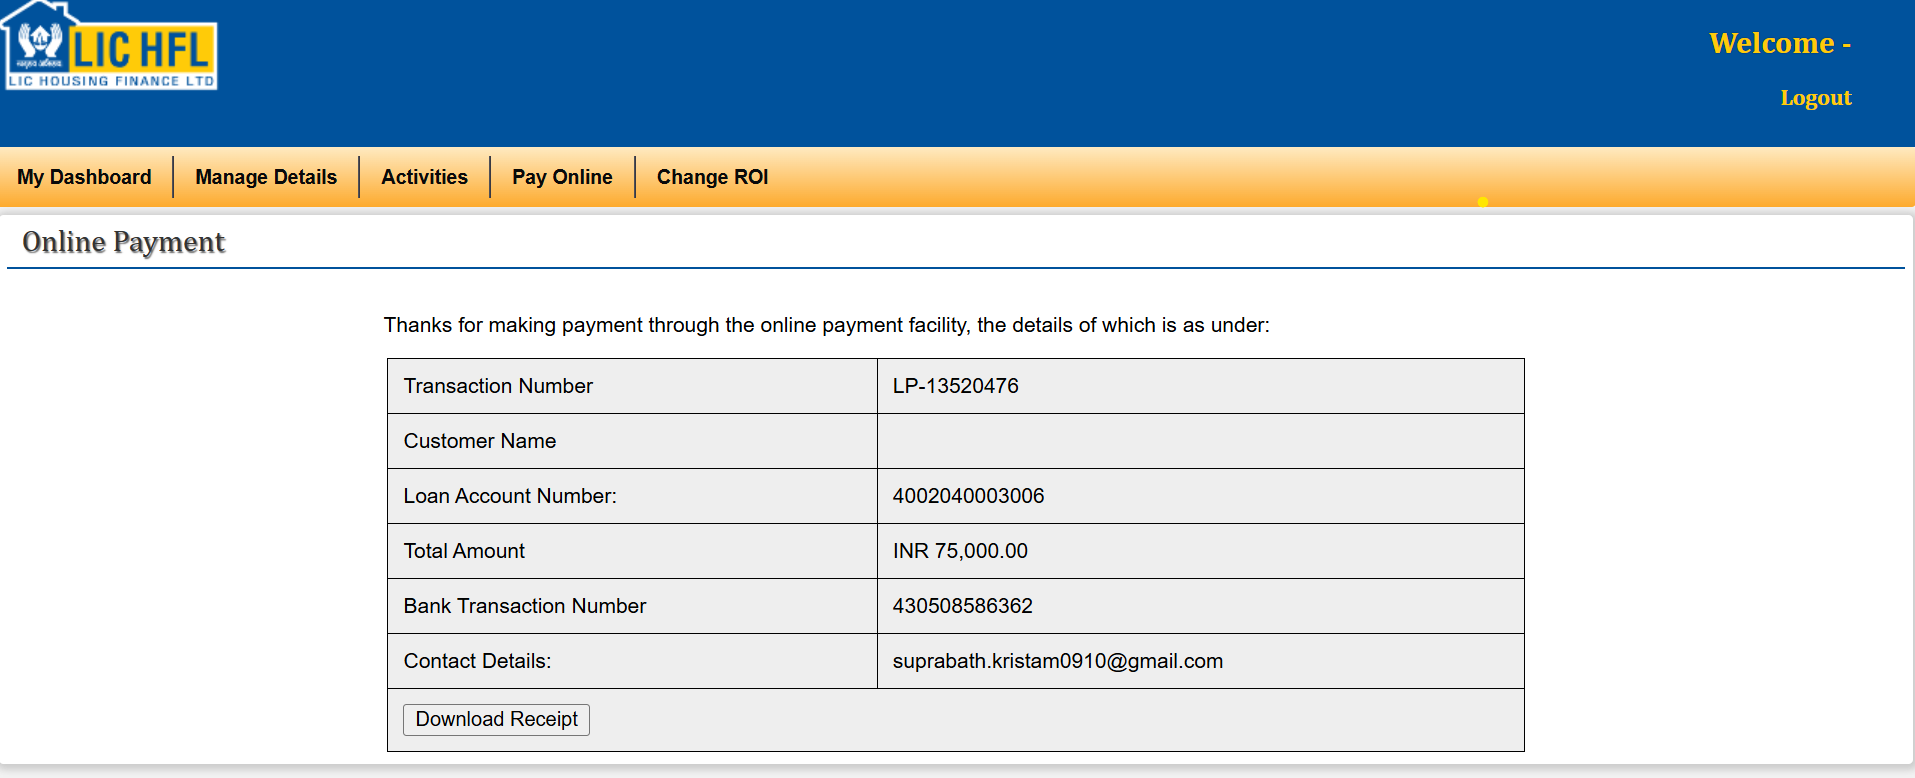 LIC HFL
LIC HOUSING FINANCE LTD
Welcome -
Logout
My Dashboard
Manage Details
Activities
Pay Online
Change ROI
Online Payment
Thanks for making payment through the online payment facility, the details of which is as under:
Transaction Number LP-13520476
Customer Name
Loan Account Number: 4002040003006
Total Amount INR 75,000.00
Bank Transaction Number 430508586362
Contact Details: suprabath.kristam0910@gmail.com
Download Receipt